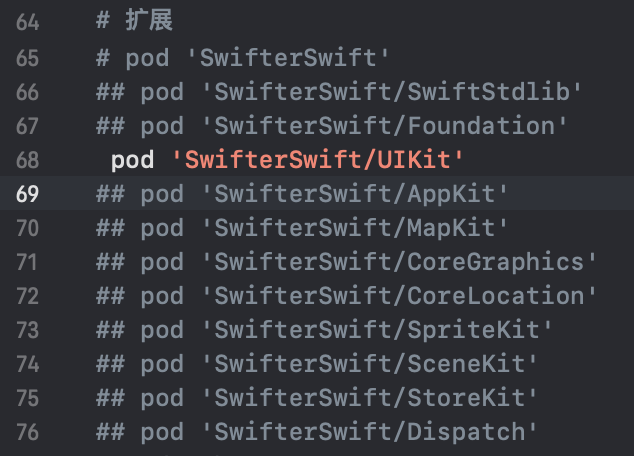 64 # 扩展
65 # pod 'SwifterSwift'
66 ## pod 'SwifterSwift/SwiftStdlib'
67 ## pod 'SwifterSwift/Foundation'
68 pod 'SwifterSwift/UIKit'
69 ## pod 'SwifterSwift/AppKit'
70 ## pod 'SwifterSwift/MapKit'
71 ## pod 'SwifterSwift/CoreGraphics'
72 ## pod 'SwifterSwift/CoreLocation'
73 ## pod 'SwifterSwift/SpriteKit'
74 ## pod 'SwifterSwift/SceneKit'
75 ## pod 'SwifterSwift/StoreKit'
76 ## pod 'SwifterSwift/Dispatch'